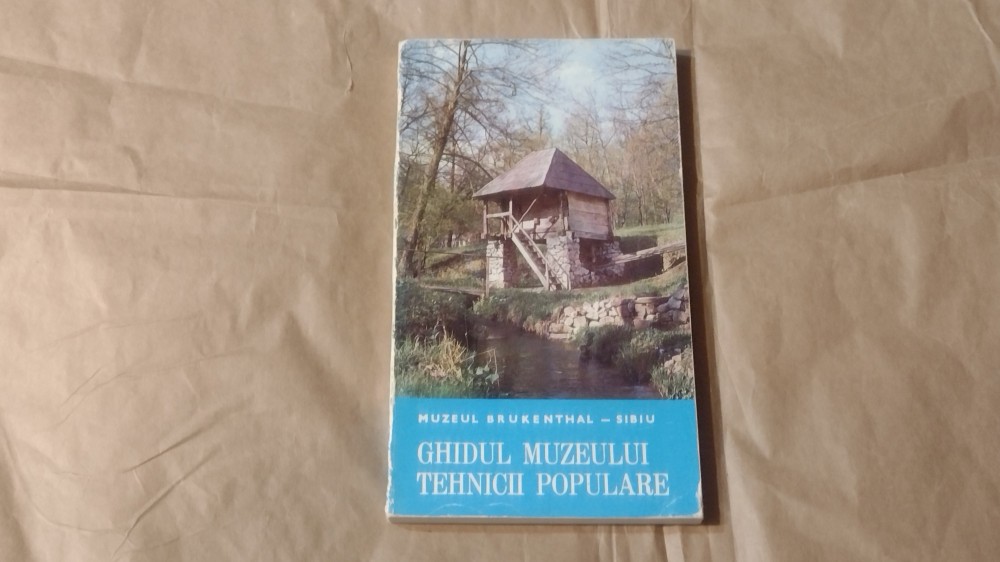 MUZEUL BRUKENTHAL – SIBIU
GHIDUL MUZEULUI
TEHNICII POPULARE